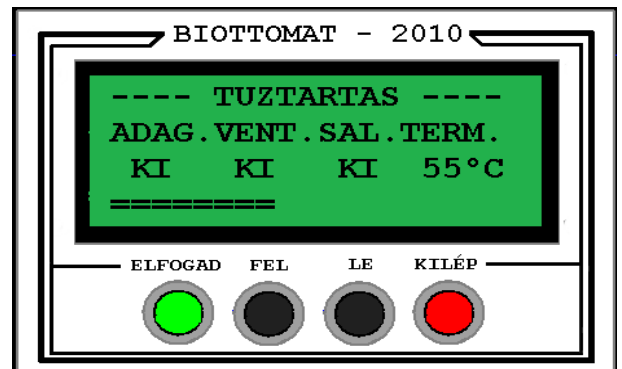 BIOTTOMAT - 2010
---- TUZTARTAS ----
ADAG.VENT.SAL.TERM.
KI KI KI 55°C
========
ELFOGAD FEL LE KILÉP